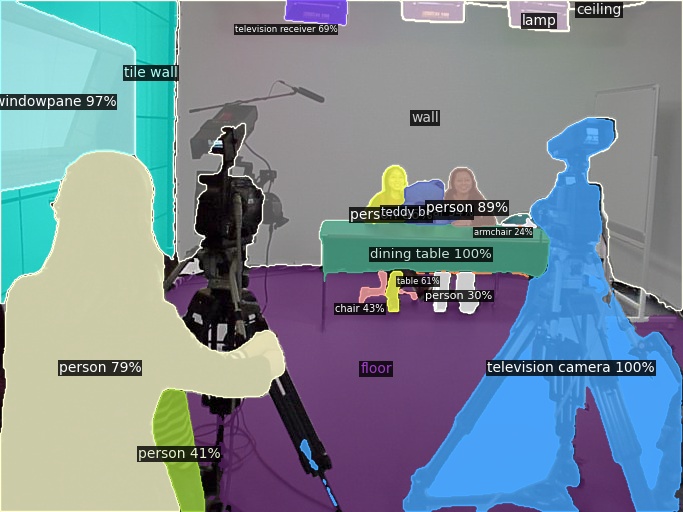 ceiling
lamp
television receiver 69%
tile wall
windowpane 97%
wall
person 89%
teddy b
pers
armchair 24%
dining table 100%
table 61%
person 30%
chair 43%
person 79%
floor
television camera 100%
person 41%